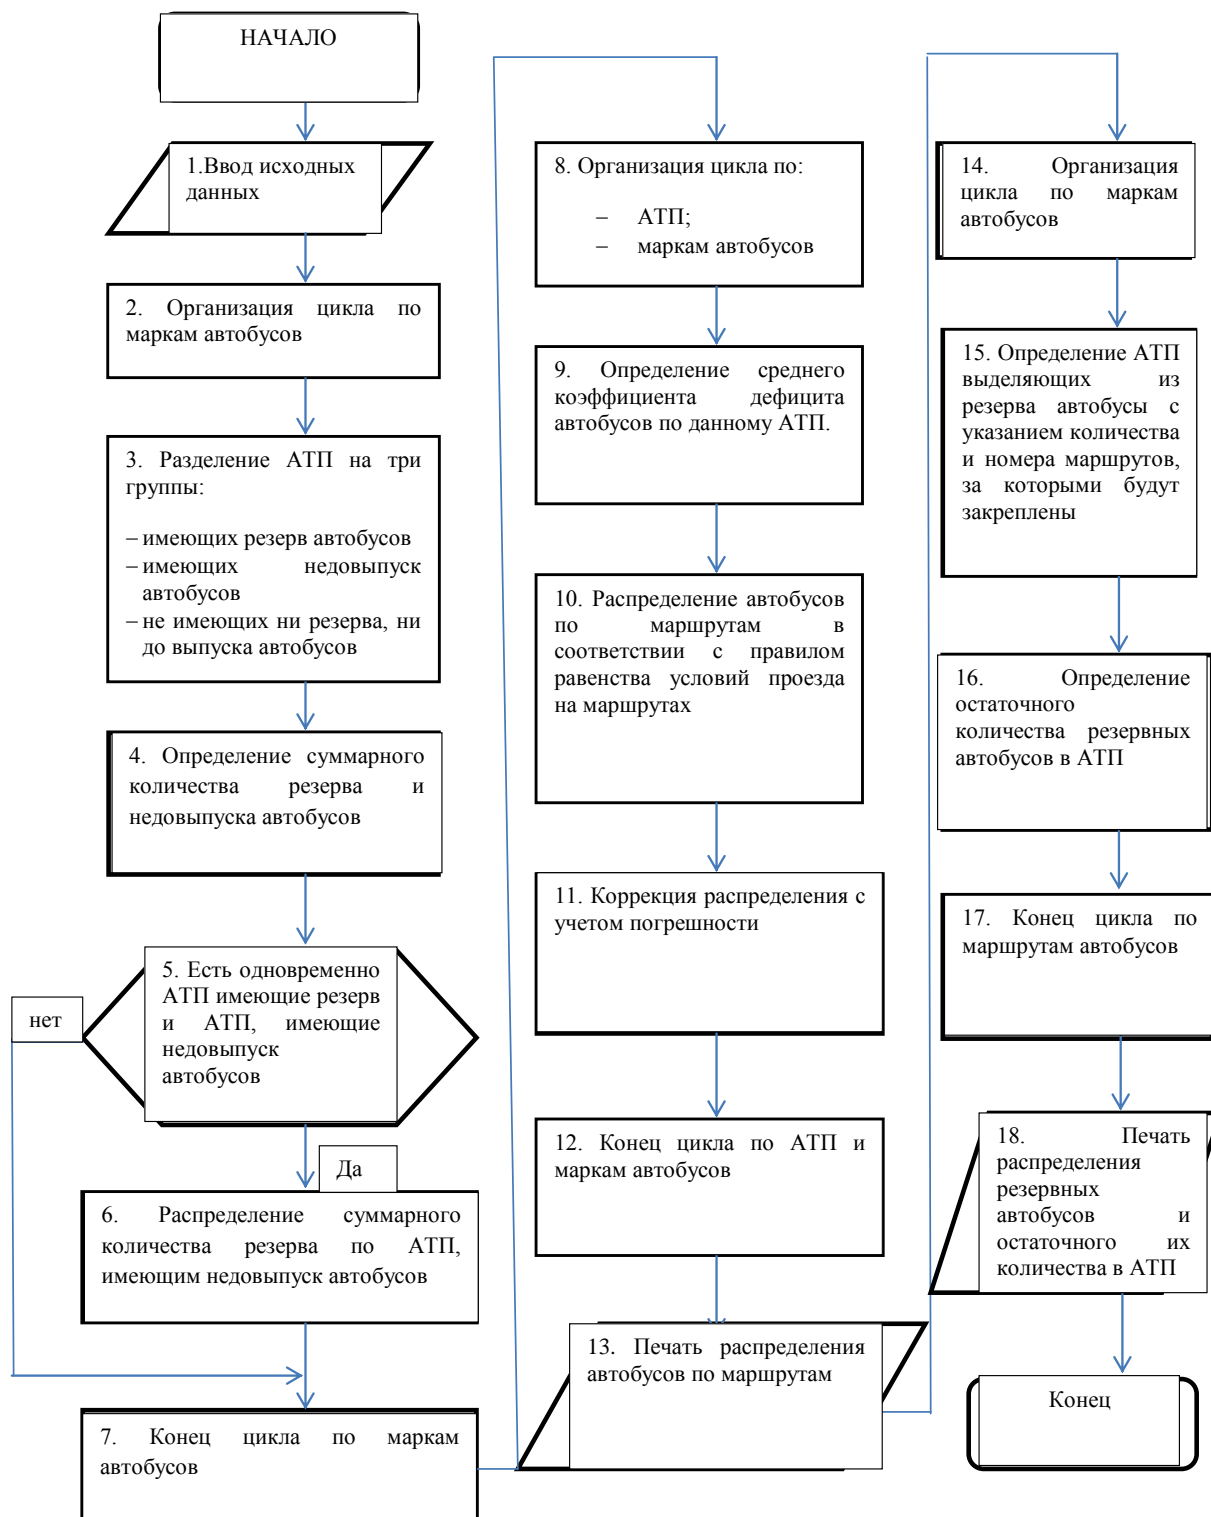 НАЧАЛО
1.Ввод исходных
данных
2. Организация цикла по
маркам автобусов
3. Разделение АТП на три
группы:
– имеющих резерв автобусов
– имеющих недовыпуск
автобусов
– не имеющих ни резерва, ни
до выпуска автобусов
4. Определение суммарного
количества резерва и
недовыпуска автобусов
5. Есть одновременно
АТП имеющие резерв
и АТП, имеющие
недовыпуск
автобусов
нет
Да
6. Распределение суммарного
количества резерва по АТП,
имеющим недовыпуск автобусов
7. Конец цикла по маркам
автобусов
8. Организация цикла по:
– АТП;
– маркам автобусов
9. Определение среднего
коэффициента дефицита
автобусов по данному АТП.
10. Распределение автобусов
по маршрутам в
соответствии с правилом
равенства условий проезда
на маршрутах
11. Коррекция распределения с
учетом погрешности
12. Конец цикла по АТП и
маркам автобусов
13. Печать распределения
автобусов по маршрутам
14. Организация
цикла по маркам
автобусов
15. Определение АТП
выделяющих из
резерва автобусы с
указанием количества
и номера маршрутов,
за которыми будут
закреплены
16. Определение
остаточного
количества резервных
автобусов в АТП
17. Конец цикла по
маршрутам автобусов
18. Печать
распределения
резервных
автобусов и
остаточного их
количества в АТП
Конец